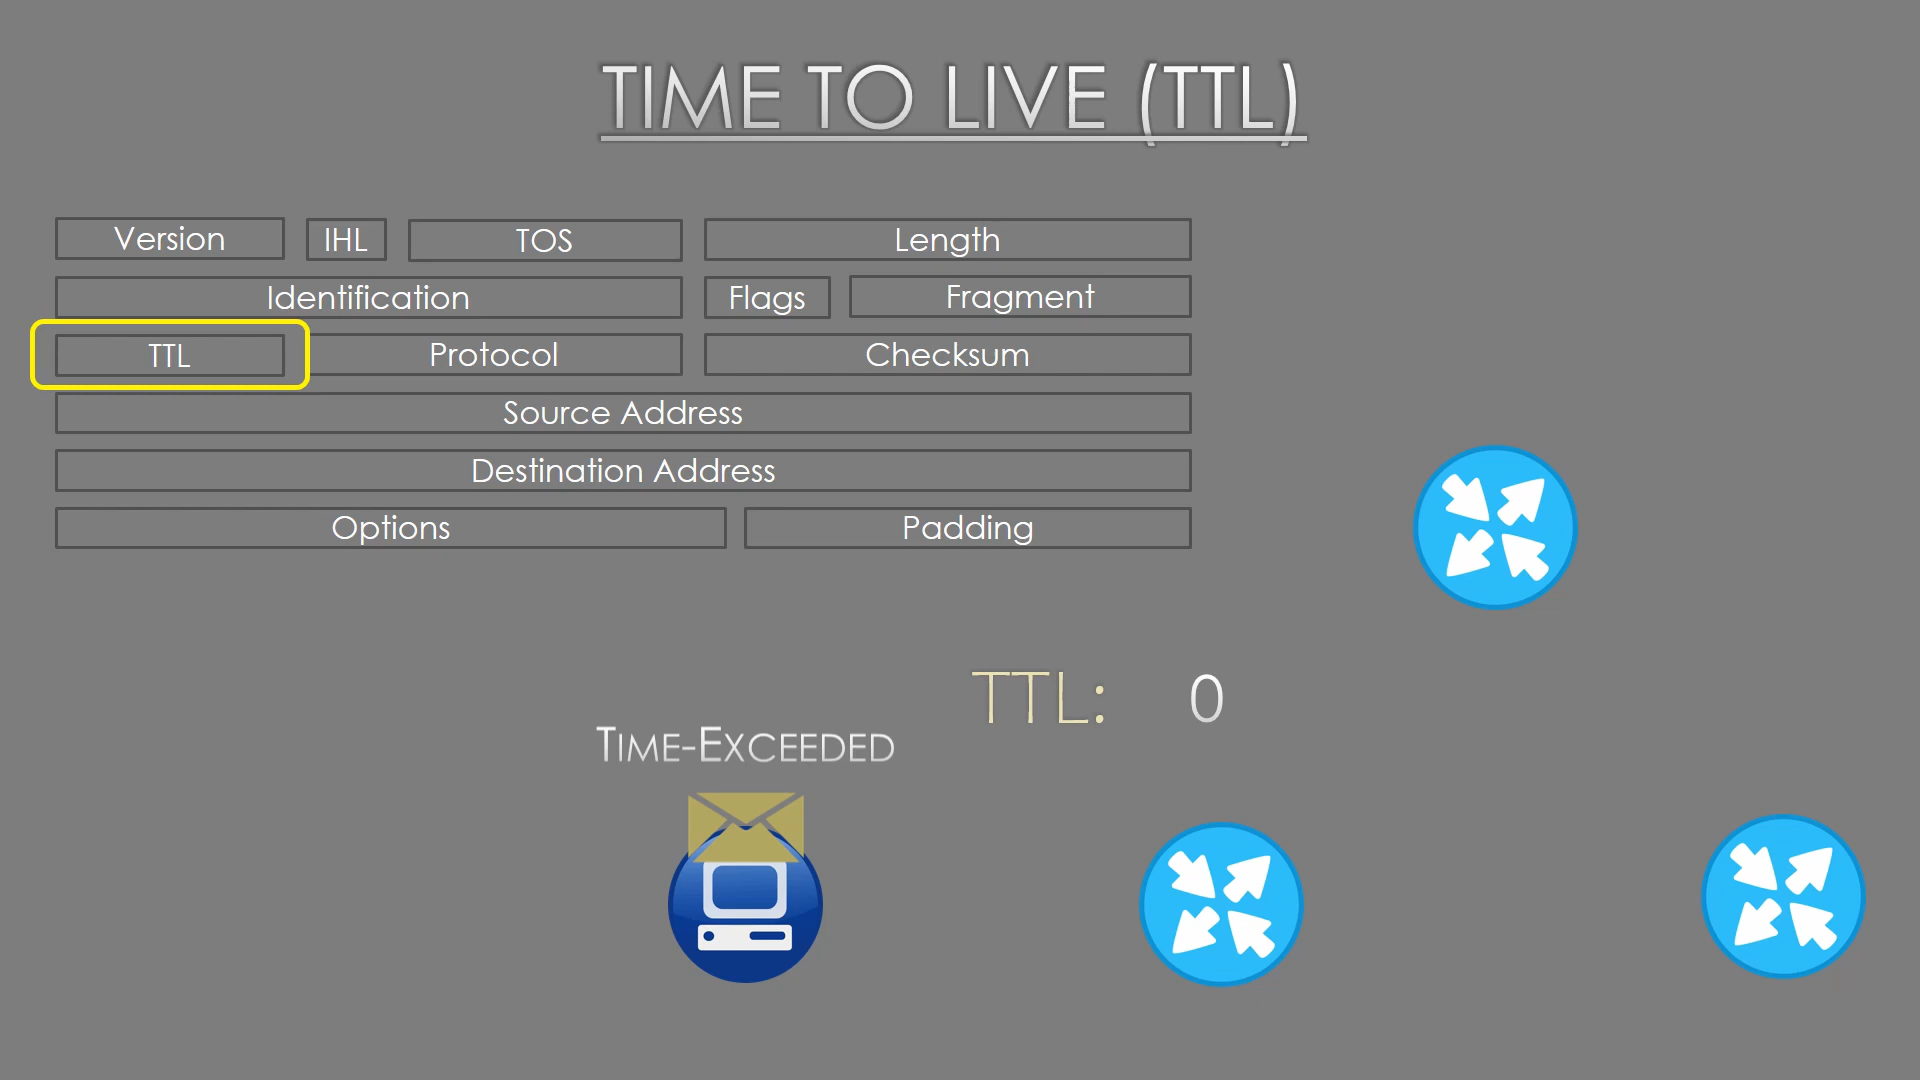 TIME TO LIVE (TTL)
Version IHL TOS Length
Identification Flags Fragment
TTL Protocol Checksum
Source Address
Destination Address
Options Padding
TTL: 0
TIME-EXCEEDED